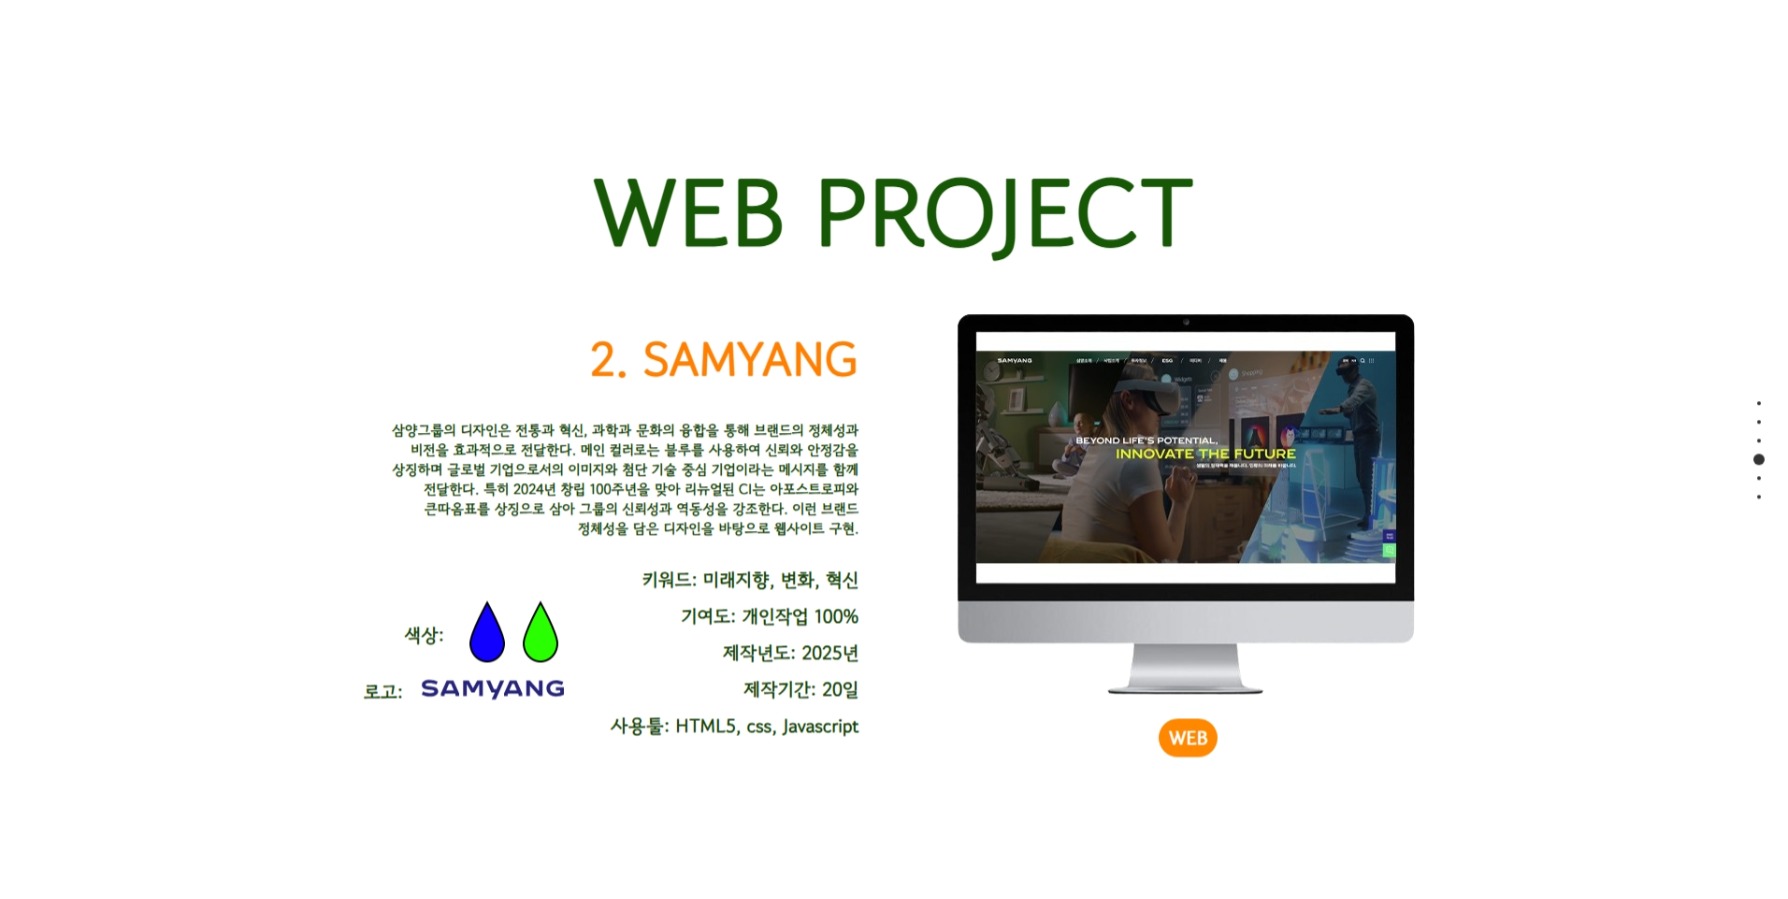 WEB PROJECT
2. SAMYANG
삼양그룹의 디자인은 전통과 혁신, 과학과 문화의 융합을 통해 브랜드의 정체성과
비전을 효과적으로 전달한다. 메인 컬러로는 블루를 사용하여 신뢰와 안정감을
상징하며 글로벌 기업으로서의 이미지와 첨단 기술 중심 기업이라는 메시지를 함께
전달한다. 특히 2024년 창립 100주년을 맞아 리뉴얼된 CI는 아포스트로피와
큰따옴표를 상징으로 삼아 그룹의 신뢰성과 역동성을 강조한다. 이런 브랜드
정체성을 담은 디자인을 바탕으로 웹사이트 구현.
키워드: 미래지향, 변화, 혁신
기여도: 개인작업 100%
색상:
제작년도: 2025년
로고: SAMYANG
제작기간: 20일
사용툴: HTML5, css, Javascript
SAMYANG
ESG
Widgets
Shopping
BEYOND LIFE'S POTENTIAL,
INNOVATE THE FUTURE
WEB